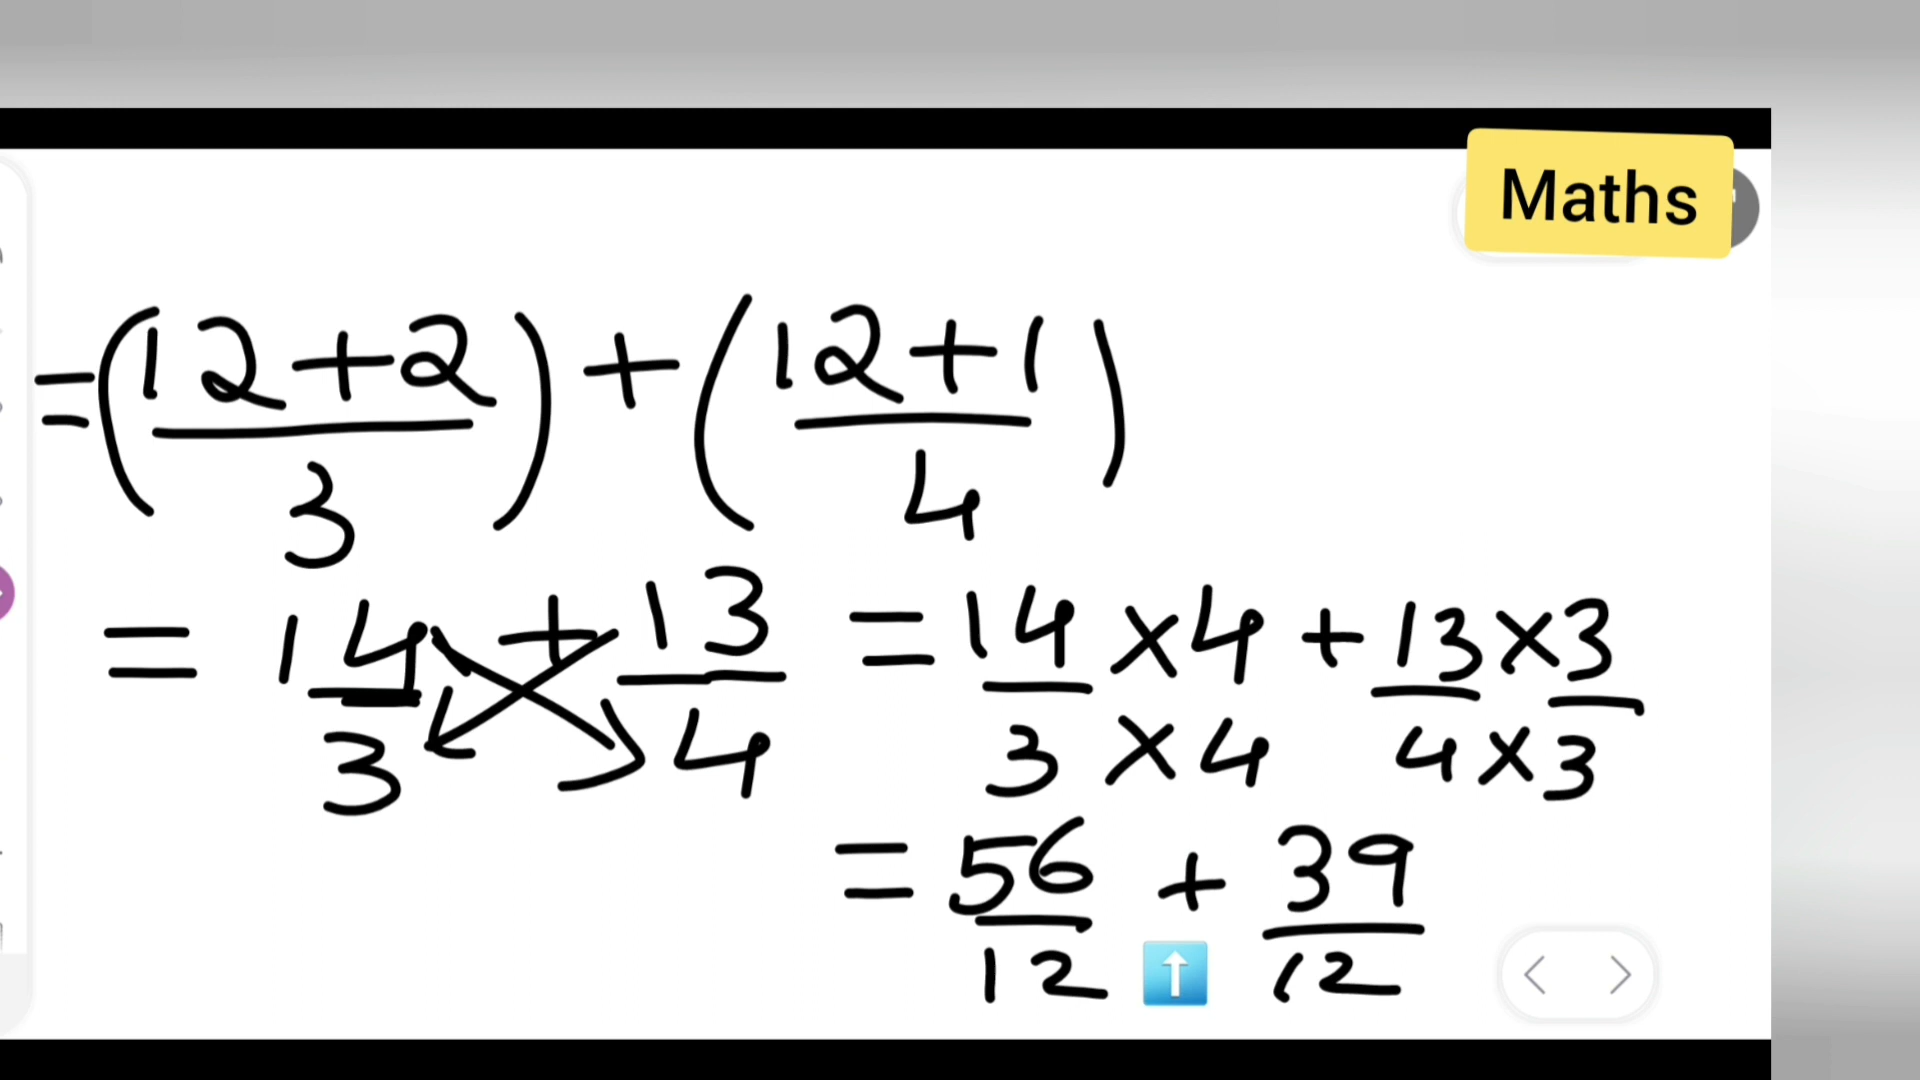 Maths
=(12+2/3)+(12+1/4)
= 14/3 + 13/4 = 14×4/3×4 + 13×3/4×3
= 56/12 + 39/12